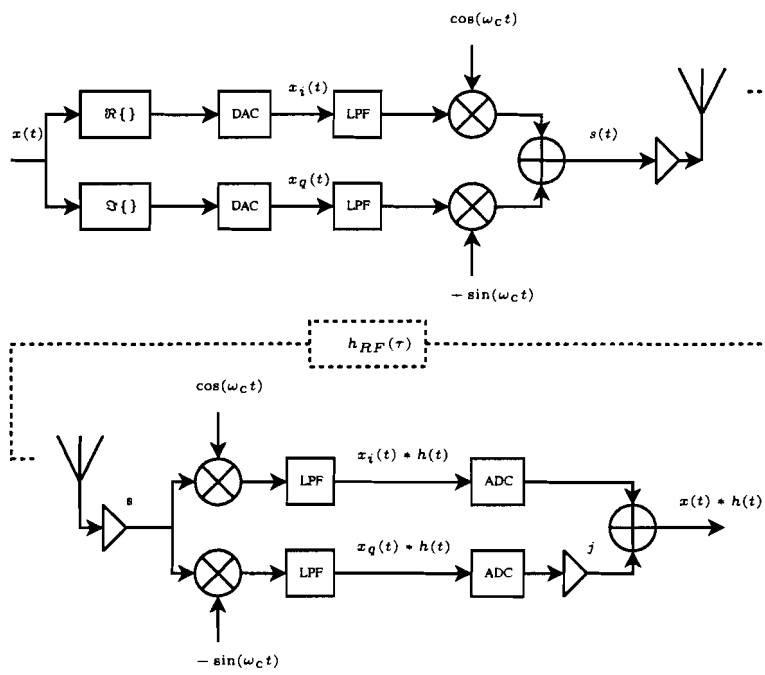 cos(ω_c t)
x(t)
ℜ{}
DAC
x_i(t)
LPF
s(t)
ℑ{}
DAC
x_q(t)
LPF
− sin(ω_c t)
h_RF(τ)
cos(ω_c t)
s
LPF
x_i(t) * h(t)
ADC
x(t) * h(t)
LPF
x_q(t) * h(t)
ADC
j
− sin(ω_c t)